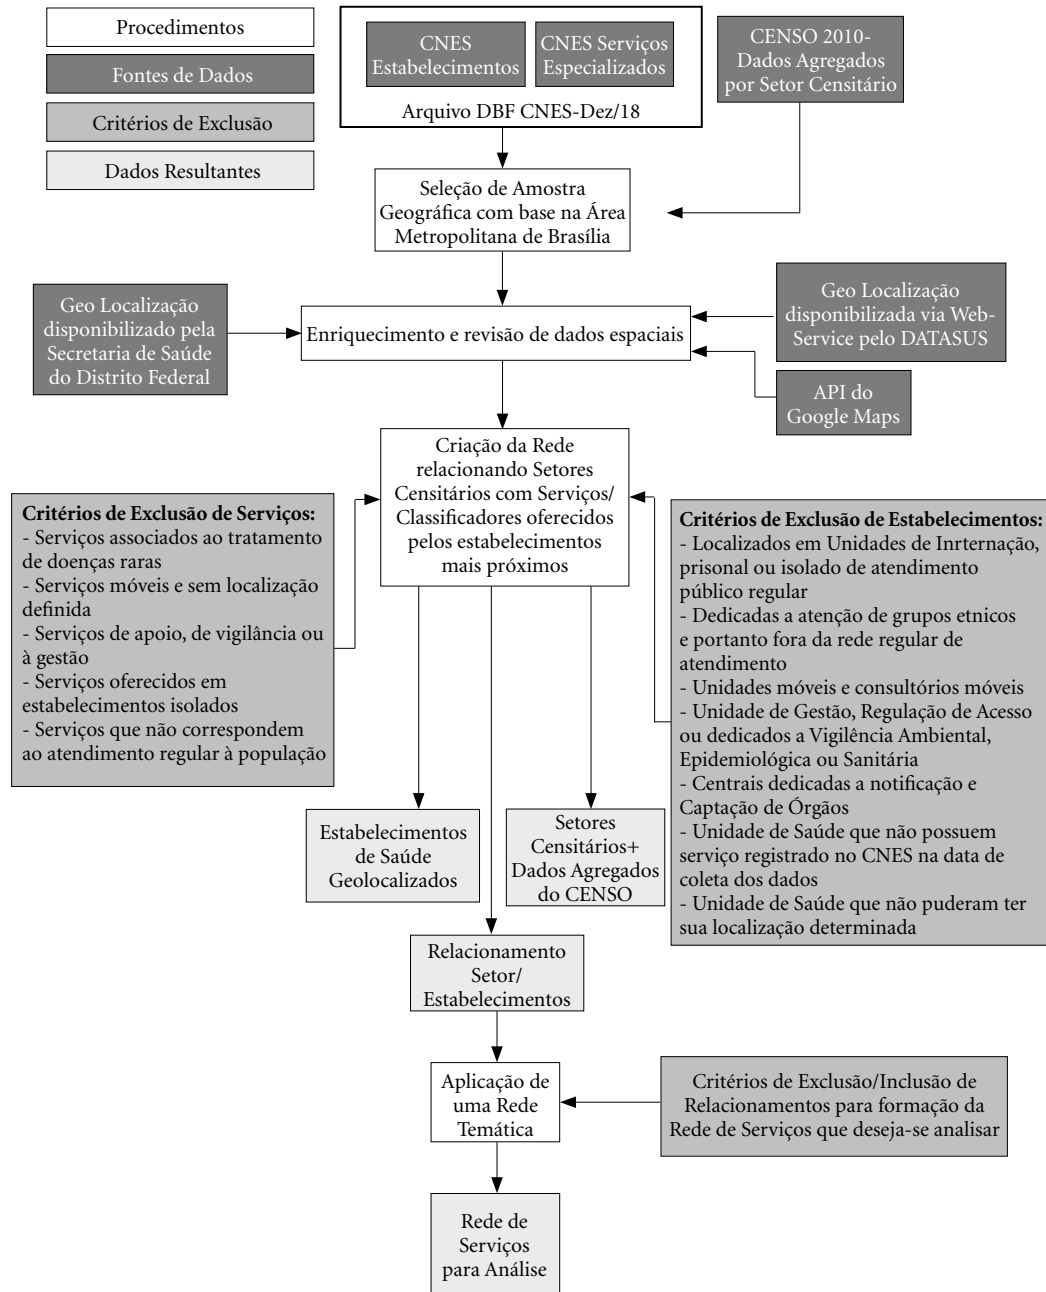 Procedimentos
Fontes de Dados
Critérios de Exclusão
Dados Resultantes
CNES
Estabelecimentos
CNES Serviços
Especializados
Arquivo DBF CNES-Dez/18
CENSO 2010-
Dados Agregados
por Setor Censitário
Seleção de Amostra
Geográfica com base na Área
Metropolitana de Brasília
Geo Localização
disponibilizado pela
Secretaria de Saúde
do Distrito Federal
Enriquecimento e revisão de dados espaciais
Geo Localização
disponibilizada via Web-
Service pelo DATASUS
API do
Google Maps
Criação da Rede
relacionando Setores
Censitários com Serviços/
Classificadores oferecidos
pelos estabelecimentos
mais próximos
Critérios de Exclusão de Serviços:
- Serviços associados ao tratamento
de doenças raras
- Serviços móveis e sem localização
definida
- Serviços de apoio, de vigilância ou
à gestão
- Serviços oferecidos em
estabelecimentos isolados
- Serviços que não correspondem
ao atendimento regular à população
Critérios de Exclusão de Estabelecimentos:
- Localizados em Unidades de Inrternação,
prisonal ou isolado de atendimento
público regular
- Dedicadas a atenção de grupos etnicos
e portanto fora da rede regular de
atendimento
- Unidades móveis e consultórios móveis
- Unidade de Gestão, Regulação de Acesso
ou dedicados a Vigilência Ambiental,
Epidemiológica ou Sanitária
- Centrais dedicadas a notificação e
Captação de Órgãos
- Unidade de Saúde que não possuem
serviço registrado no CNES na data de
coleta dos dados
- Unidade de Saúde que não puderam ter
sua localização determinada
Estabelecimentos
de Saúde
Geolocalizados
Setores
Censitários+
Dados Agregados
do CENSO
Relacionamento
Setor/
Estabelecimentos
Aplicação de
uma Rede
Temática
Critérios de Exclusão/Inclusão de
Relacionamentos para formação da
Rede de Serviços que deseja-se analisar
Rede de
Serviços
para Análise